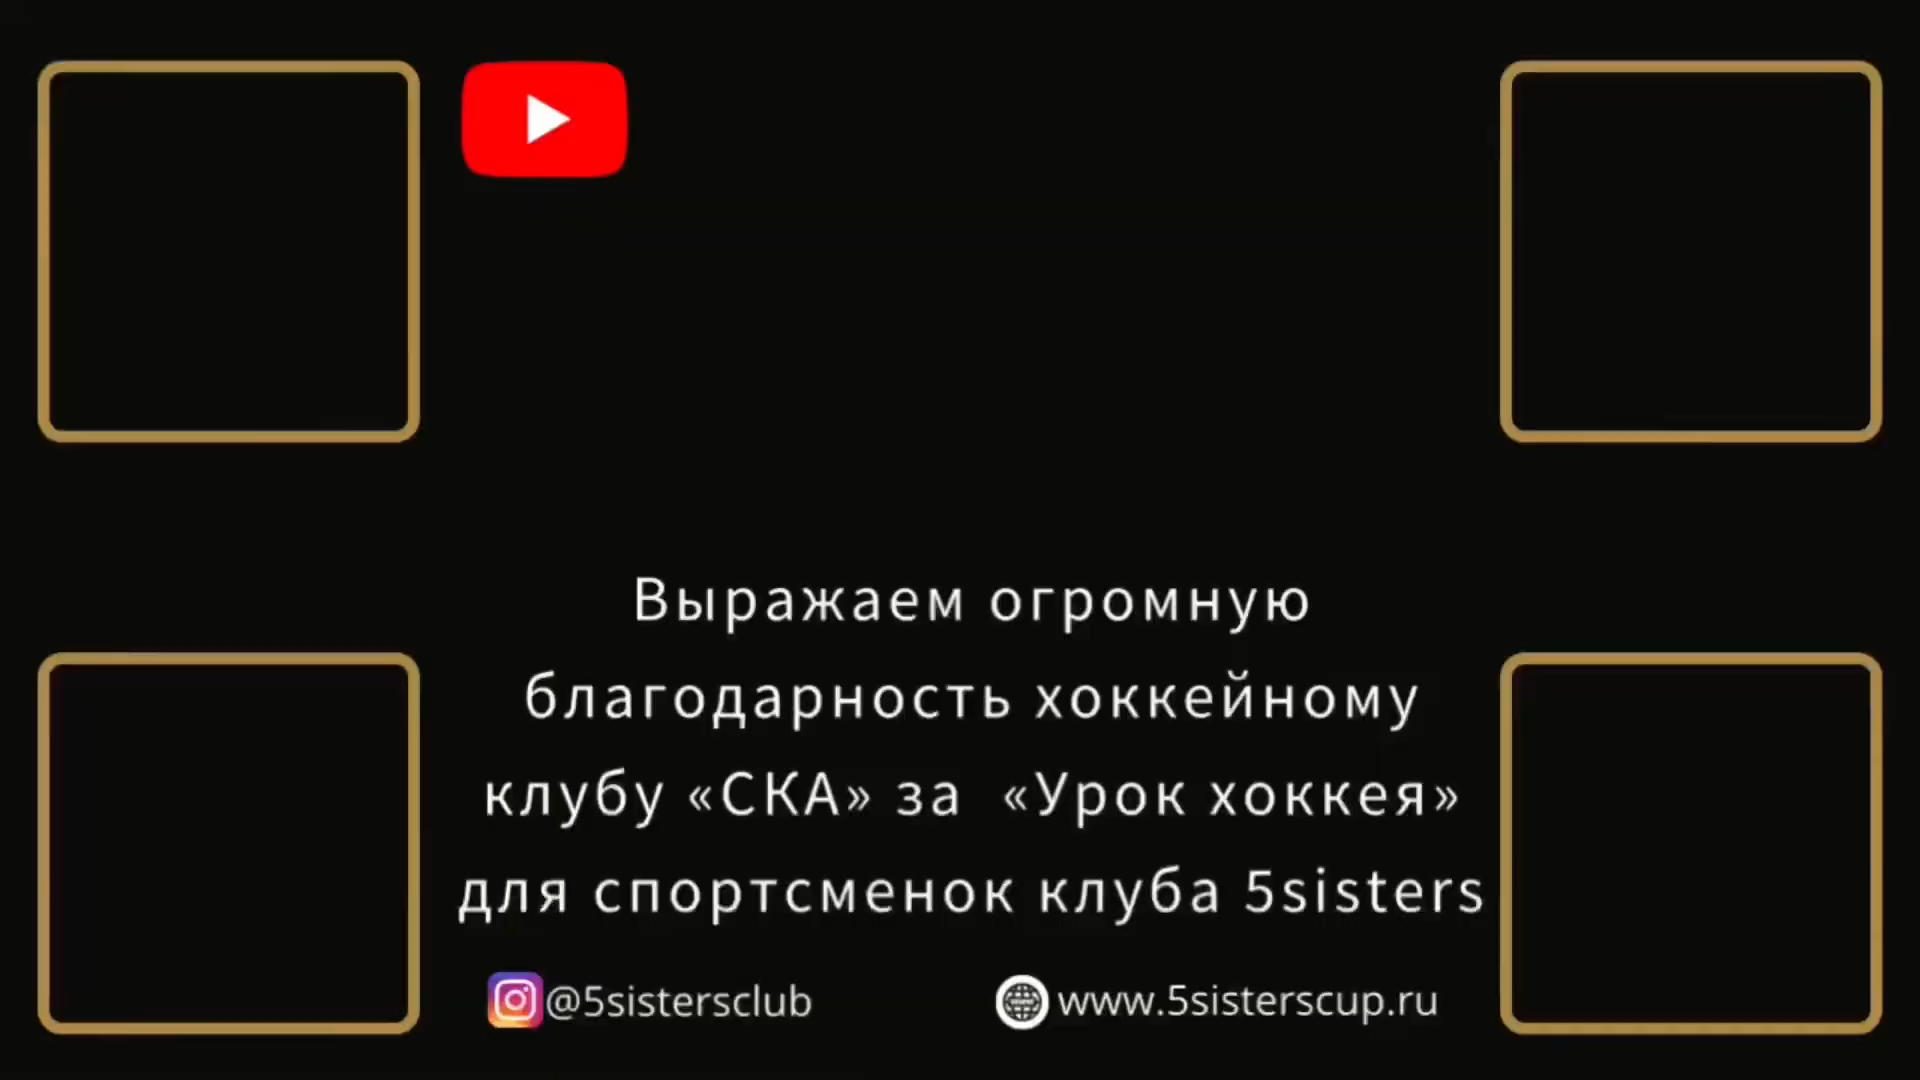 Выражаем огромную
благодарность хоккейному
клубу «СКА» за «Урок хоккея»
для спортсменок клуба 5sisters
@5sistersclub
www.5sisterscup.ru